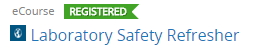 eCourse REGISTERED
Laboratory Safety Refresher